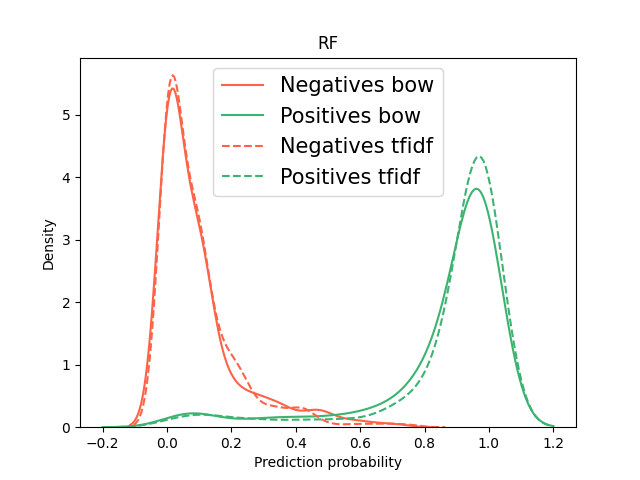 RF
Negatives bow
Positives bow
Negatives tfidf
Positives tfidf
Density
5
4
3
2
1
0
−0.2 0.0 0.2 0.4 0.6 0.8 1.0 1.2
Prediction probability